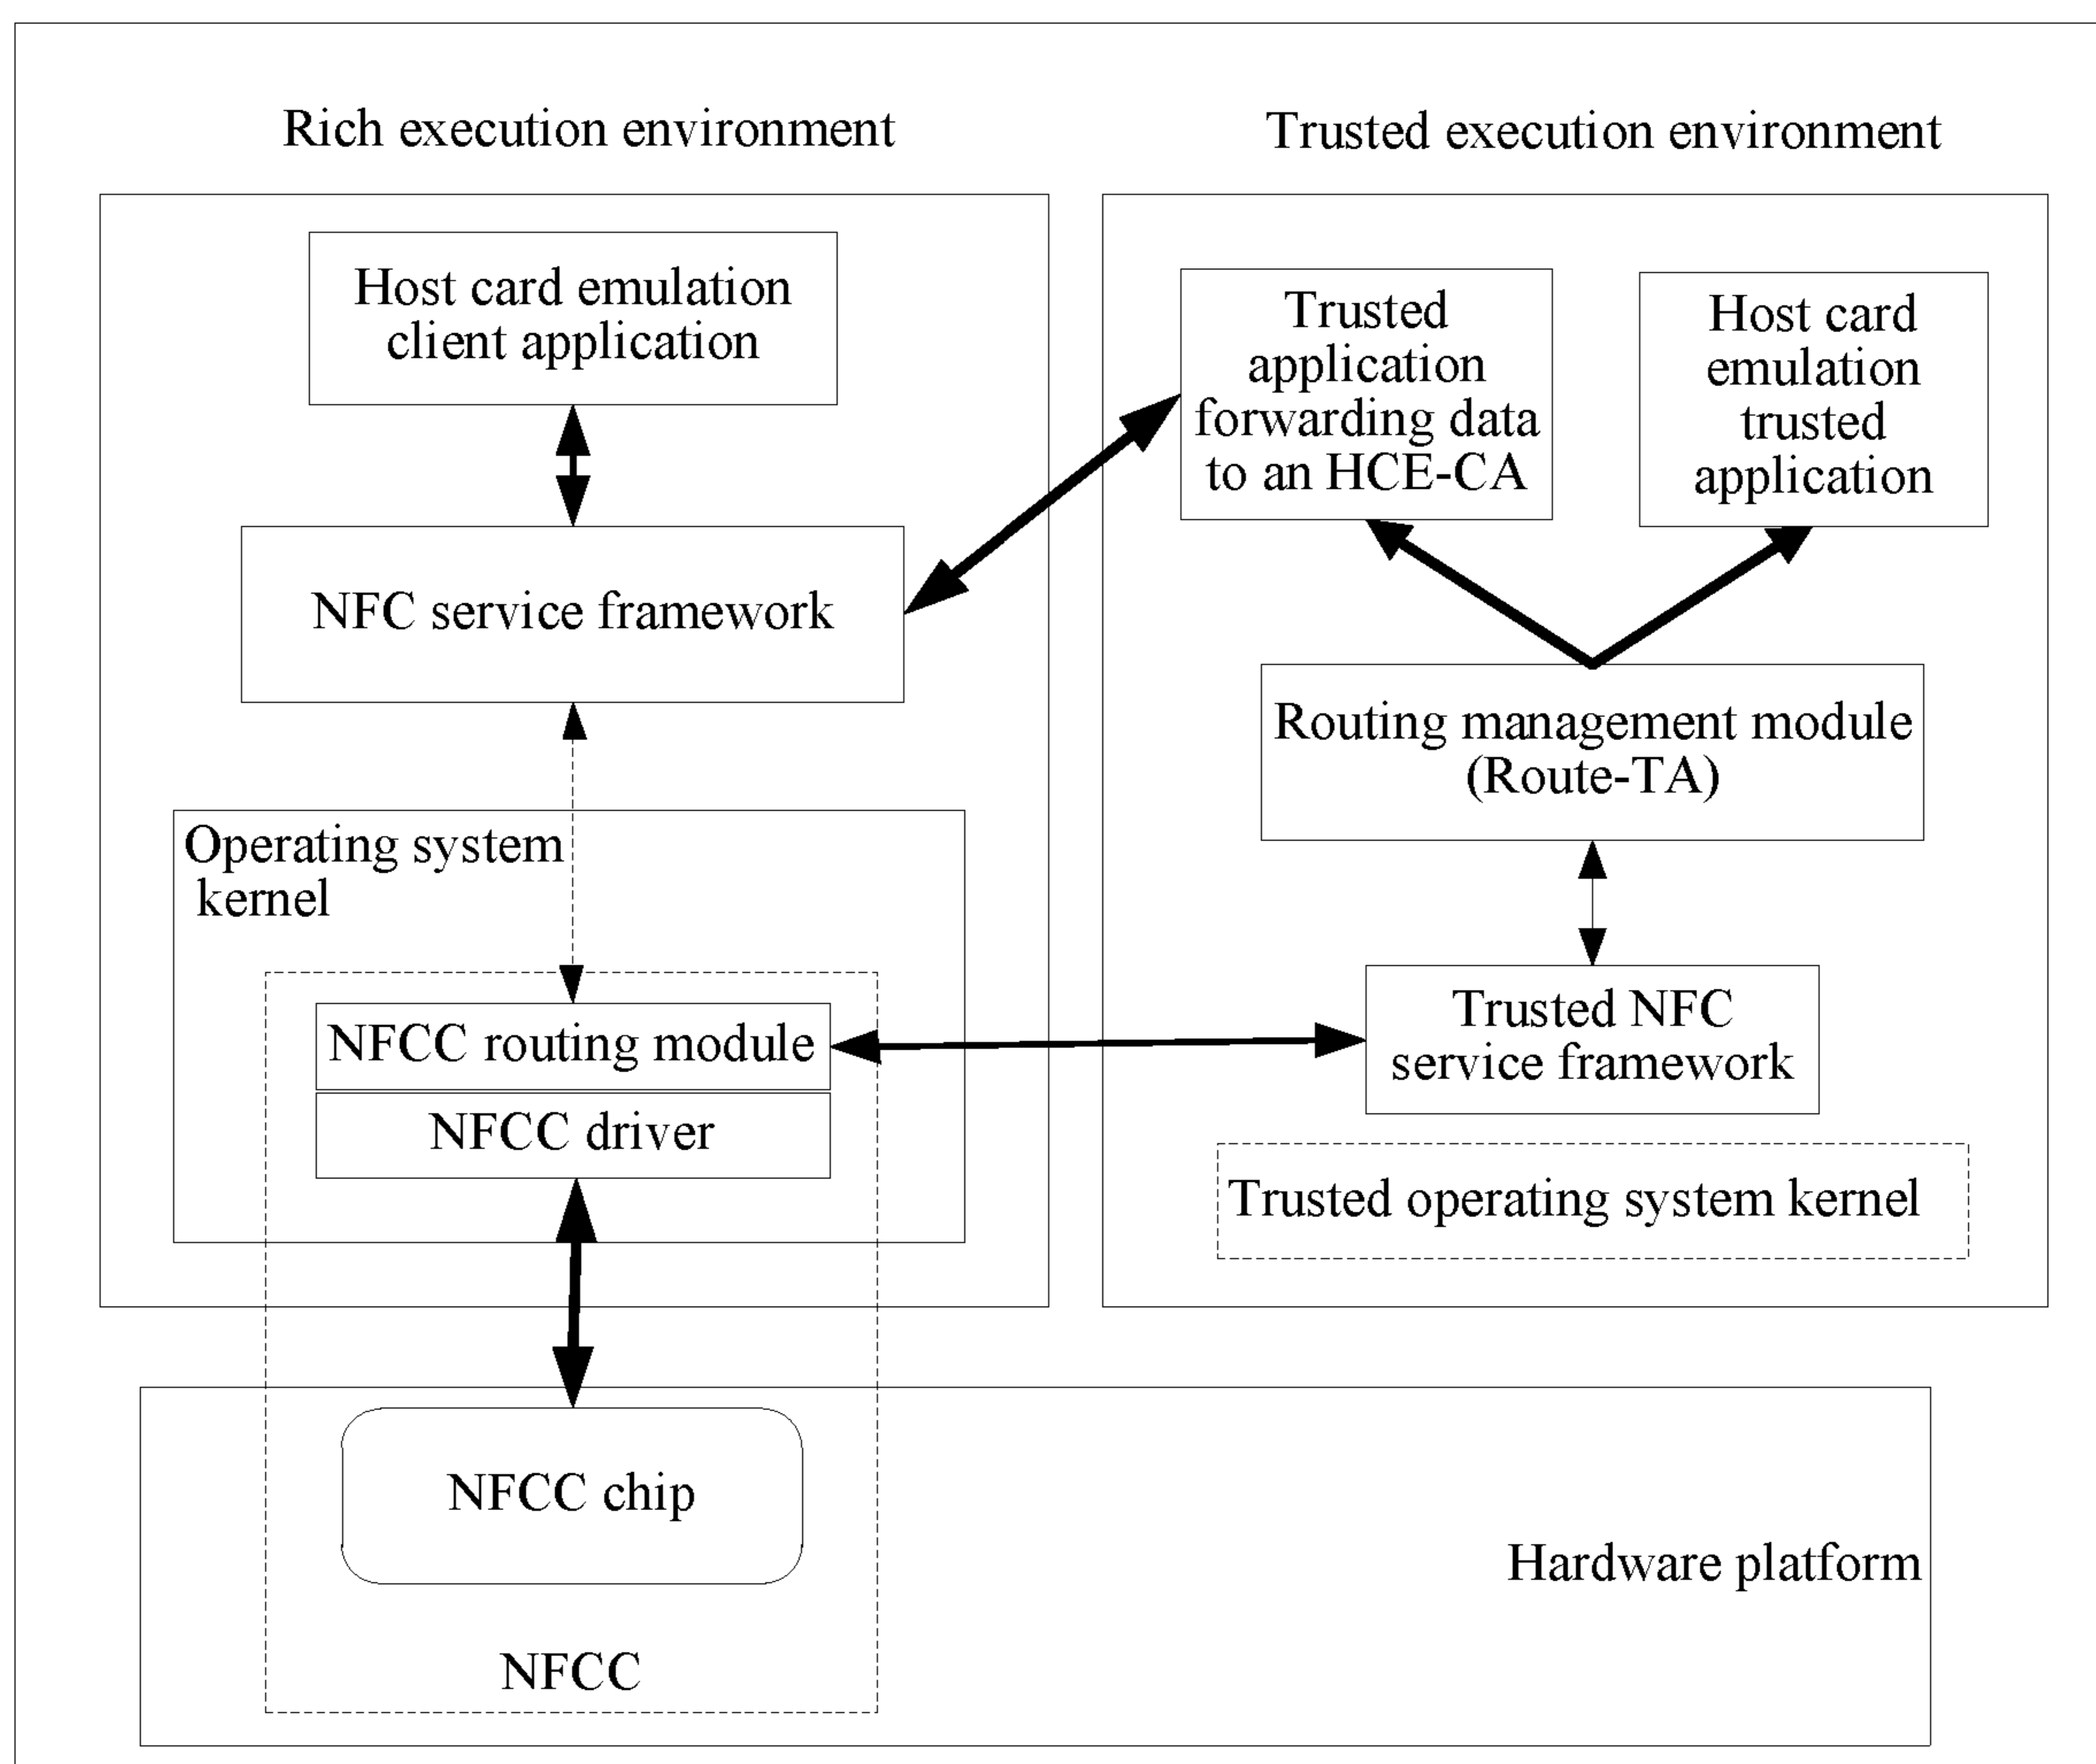 Rich execution environment
Host card emulation
client application
NFC service framework
Operating system
kernel
NFCC routing module
NFCC driver
NFCC chip
NFCC
Trusted execution environment
Trusted
application
forwarding data
to an HCE-CA
Host card
emulation
trusted
application
Routing management module
(Route-TA)
Trusted NFC
service framework
Trusted operating system kernel
Hardware platform